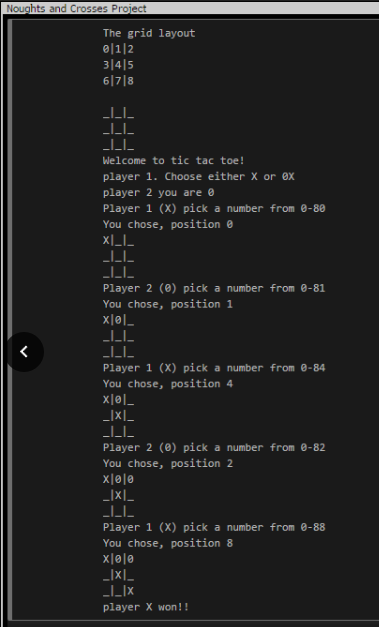 Noughts and Crosses Project
The grid layout
0|1|2
3|4|5
6|7|8
_|_|_
_|_|_
_|_|_
Welcome to tic tac toe!
player 1. Choose either X or 0X
player 2 you are 0
Player 1 (X) pick a number from 0-80
You chose, position 0
X|_|_
_|_|_
_|_|_
Player 2 (0) pick a number from 0-81
You chose, position 1
X|0|_
_|_|_
_|_|_
Player 1 (X) pick a number from 0-84
You chose, position 4
X|0|_
_|X|_
_|_|_
Player 2 (0) pick a number from 0-82
You chose, position 2
X|0|0
_|X|_
_|_|_
Player 1 (X) pick a number from 0-88
You chose, position 8
X|0|0
_|X|_
_|_|X
player X won!!